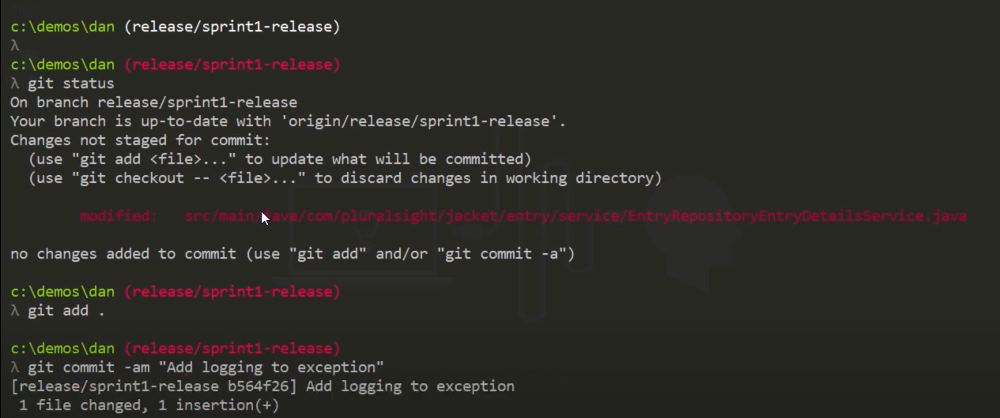 c:\demos\dan (release/sprint1-release)
λ
c:\demos\dan (release/sprint1-release)
λ git status
On branch release/sprint1-release
Your branch is up-to-date with 'origin/release/sprint1-release'.
Changes not staged for commit:
  (use "git add <file>..." to update what will be committed)
  (use "git checkout -- <file>..." to discard changes in working directory)
        modified:   src/main/java/com/pluralsight/jacket/entry/service/EntryRepositoryEntryDetailsService.java
no changes added to commit (use "git add" and/or "git commit -a")
c:\demos\dan (release/sprint1-release)
λ git add .
c:\demos\dan (release/sprint1-release)
λ git commit -am "Add logging to exception"
[release/sprint1-release b564f26] Add logging to exception
 1 file changed, 1 insertion(+)